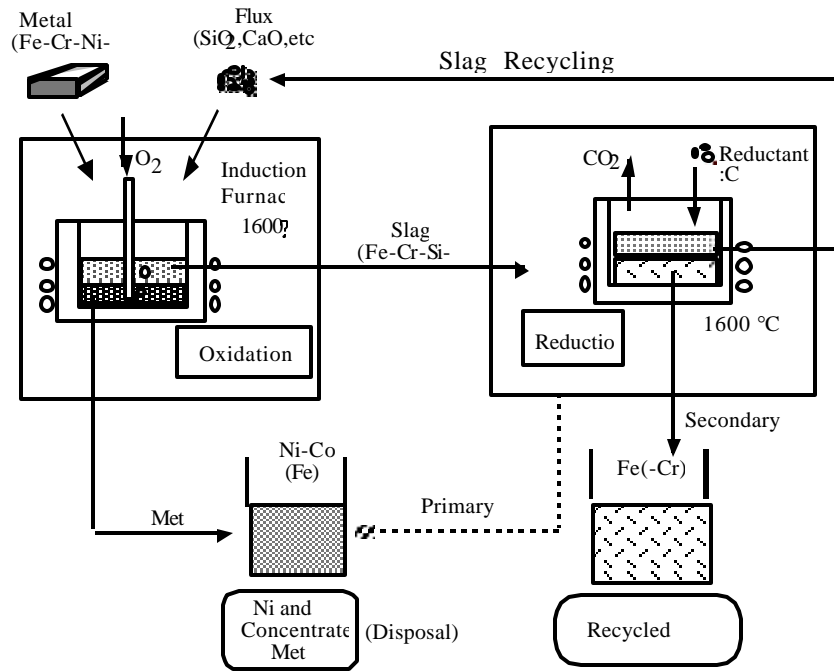 Metal
(Fe-Cr-Ni-
Flux
(SiO2,CaO,etc
Slag Recycling
O2
Induction
Furnac
1600?
Slag
(Fe-Cr-Si-
Oxidation
CO2
Reductant
:C
1600 °C
Reductio
Secondary
Ni-Co
(Fe)
Fe(-Cr)
Met
Primary
Ni and
Concentrate
Met
(Disposal)
Recycled